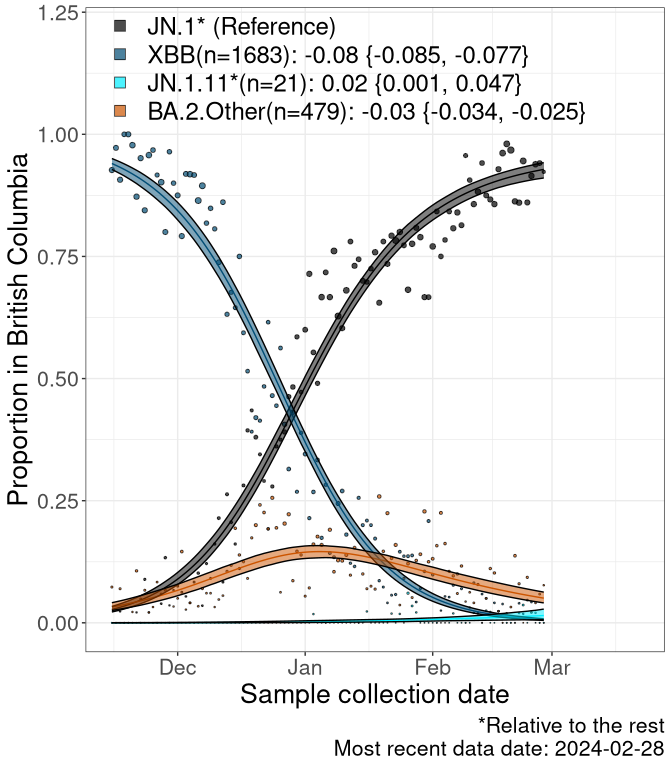 1.25
JN.1* (Reference)
XBB(n=1683): -0.08 {-0.085, -0.077}
JN.1.11*(n=21): 0.02 {0.001, 0.047}
BA.2.Other(n=479): -0.03 {-0.034, -0.025}
1.00
0.75
0.50
0.25
0.00
Proportion in British Columbia
Dec Jan Feb Mar
Sample collection date
*Relative to the rest
Most recent data date: 2024-02-28